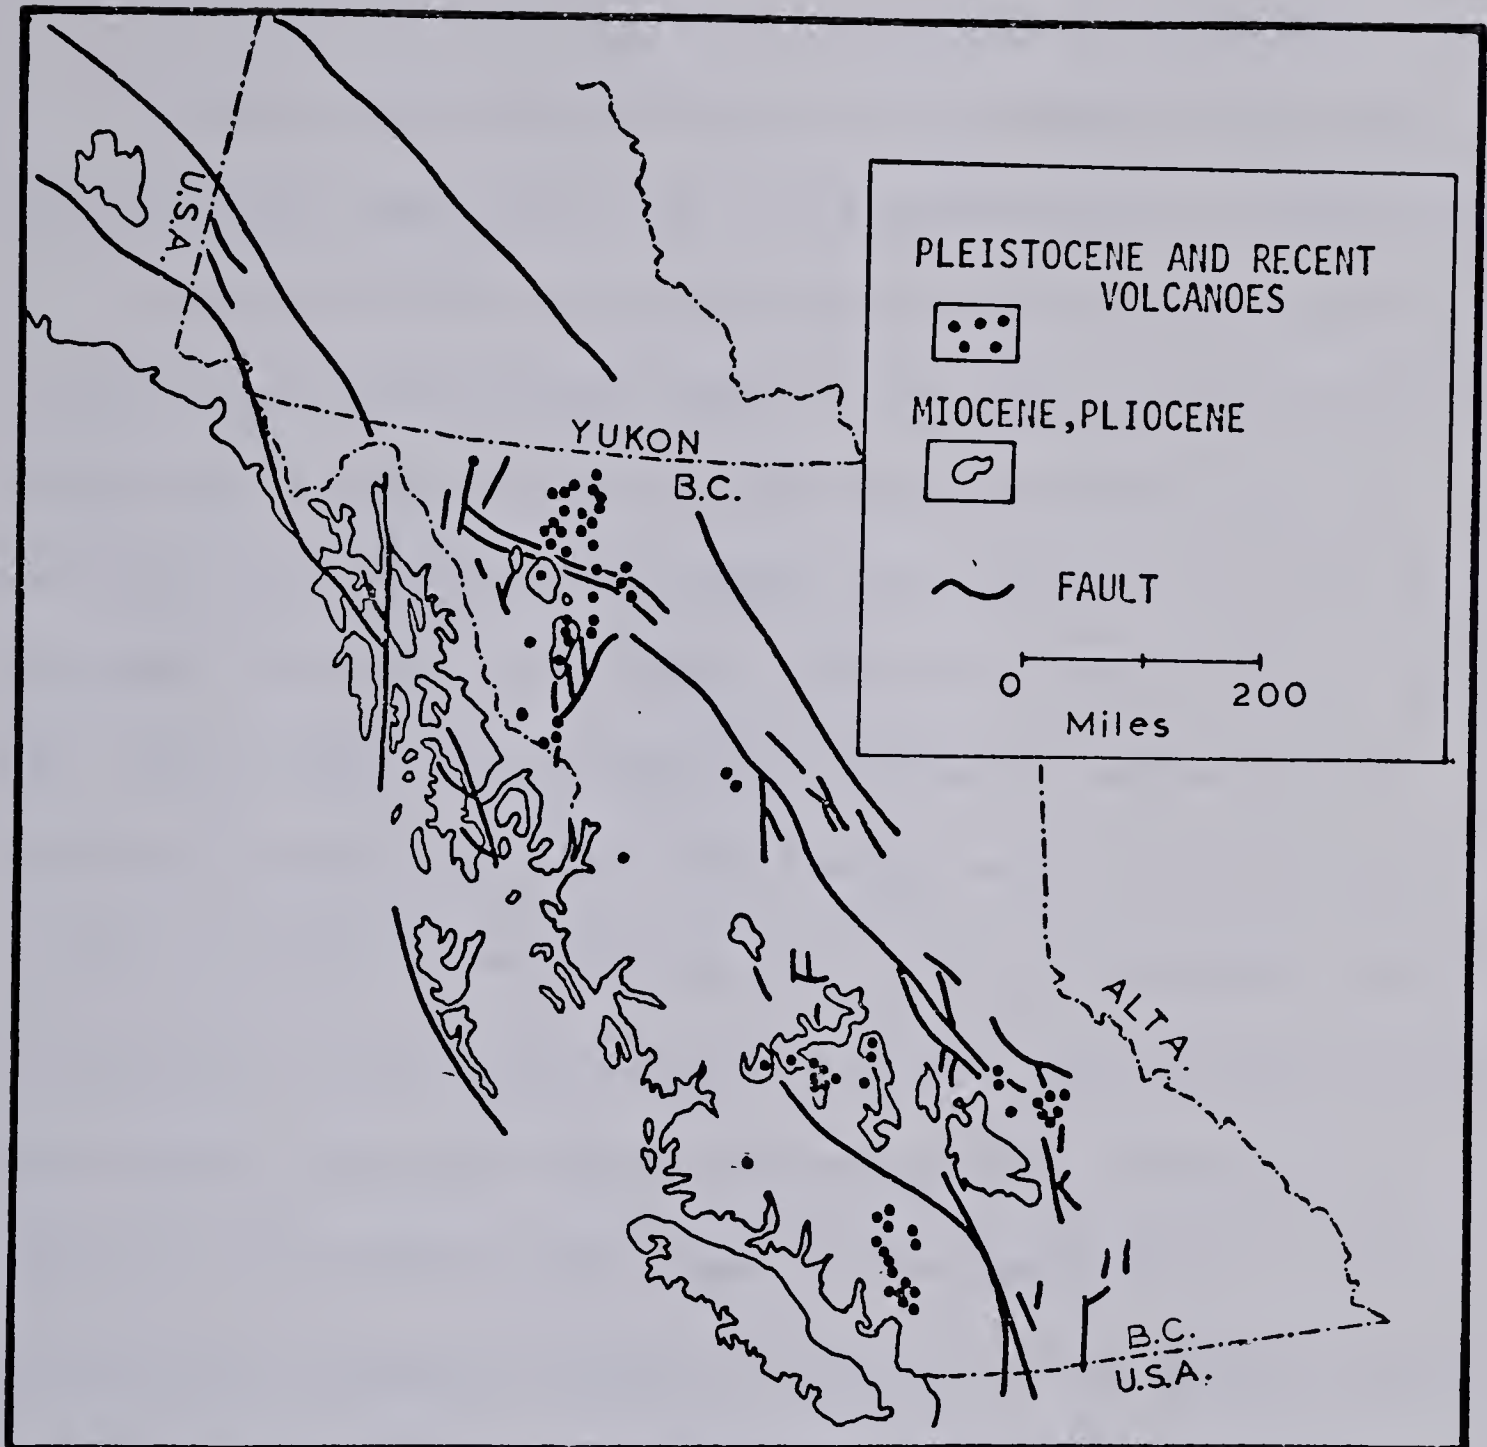 U.S.A.
YUKON
B.C.
PLEISTOCENE AND RECENT
VOLCANOES
MIOCENE, PLIOCENE
FAULT
0 200
Miles
ALTA.
B.C.
U.S.A.